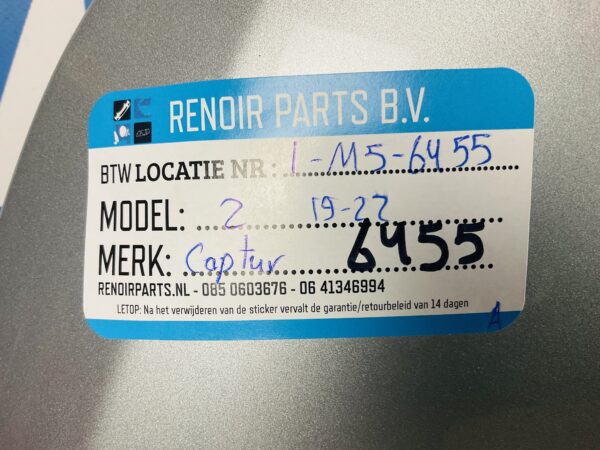 RENOIR PARTS B.V.
BTW LOCATIE NR: 1-M5-6455
MODEL: 2 19-22
MERK: Captur 6455
RENOIRPARTS.NL - 085 0603676 - 06 41346994
LETOP: Na het verwijderen van de sticker vervalt de garantie/retourbeleid van 14 dagen
A